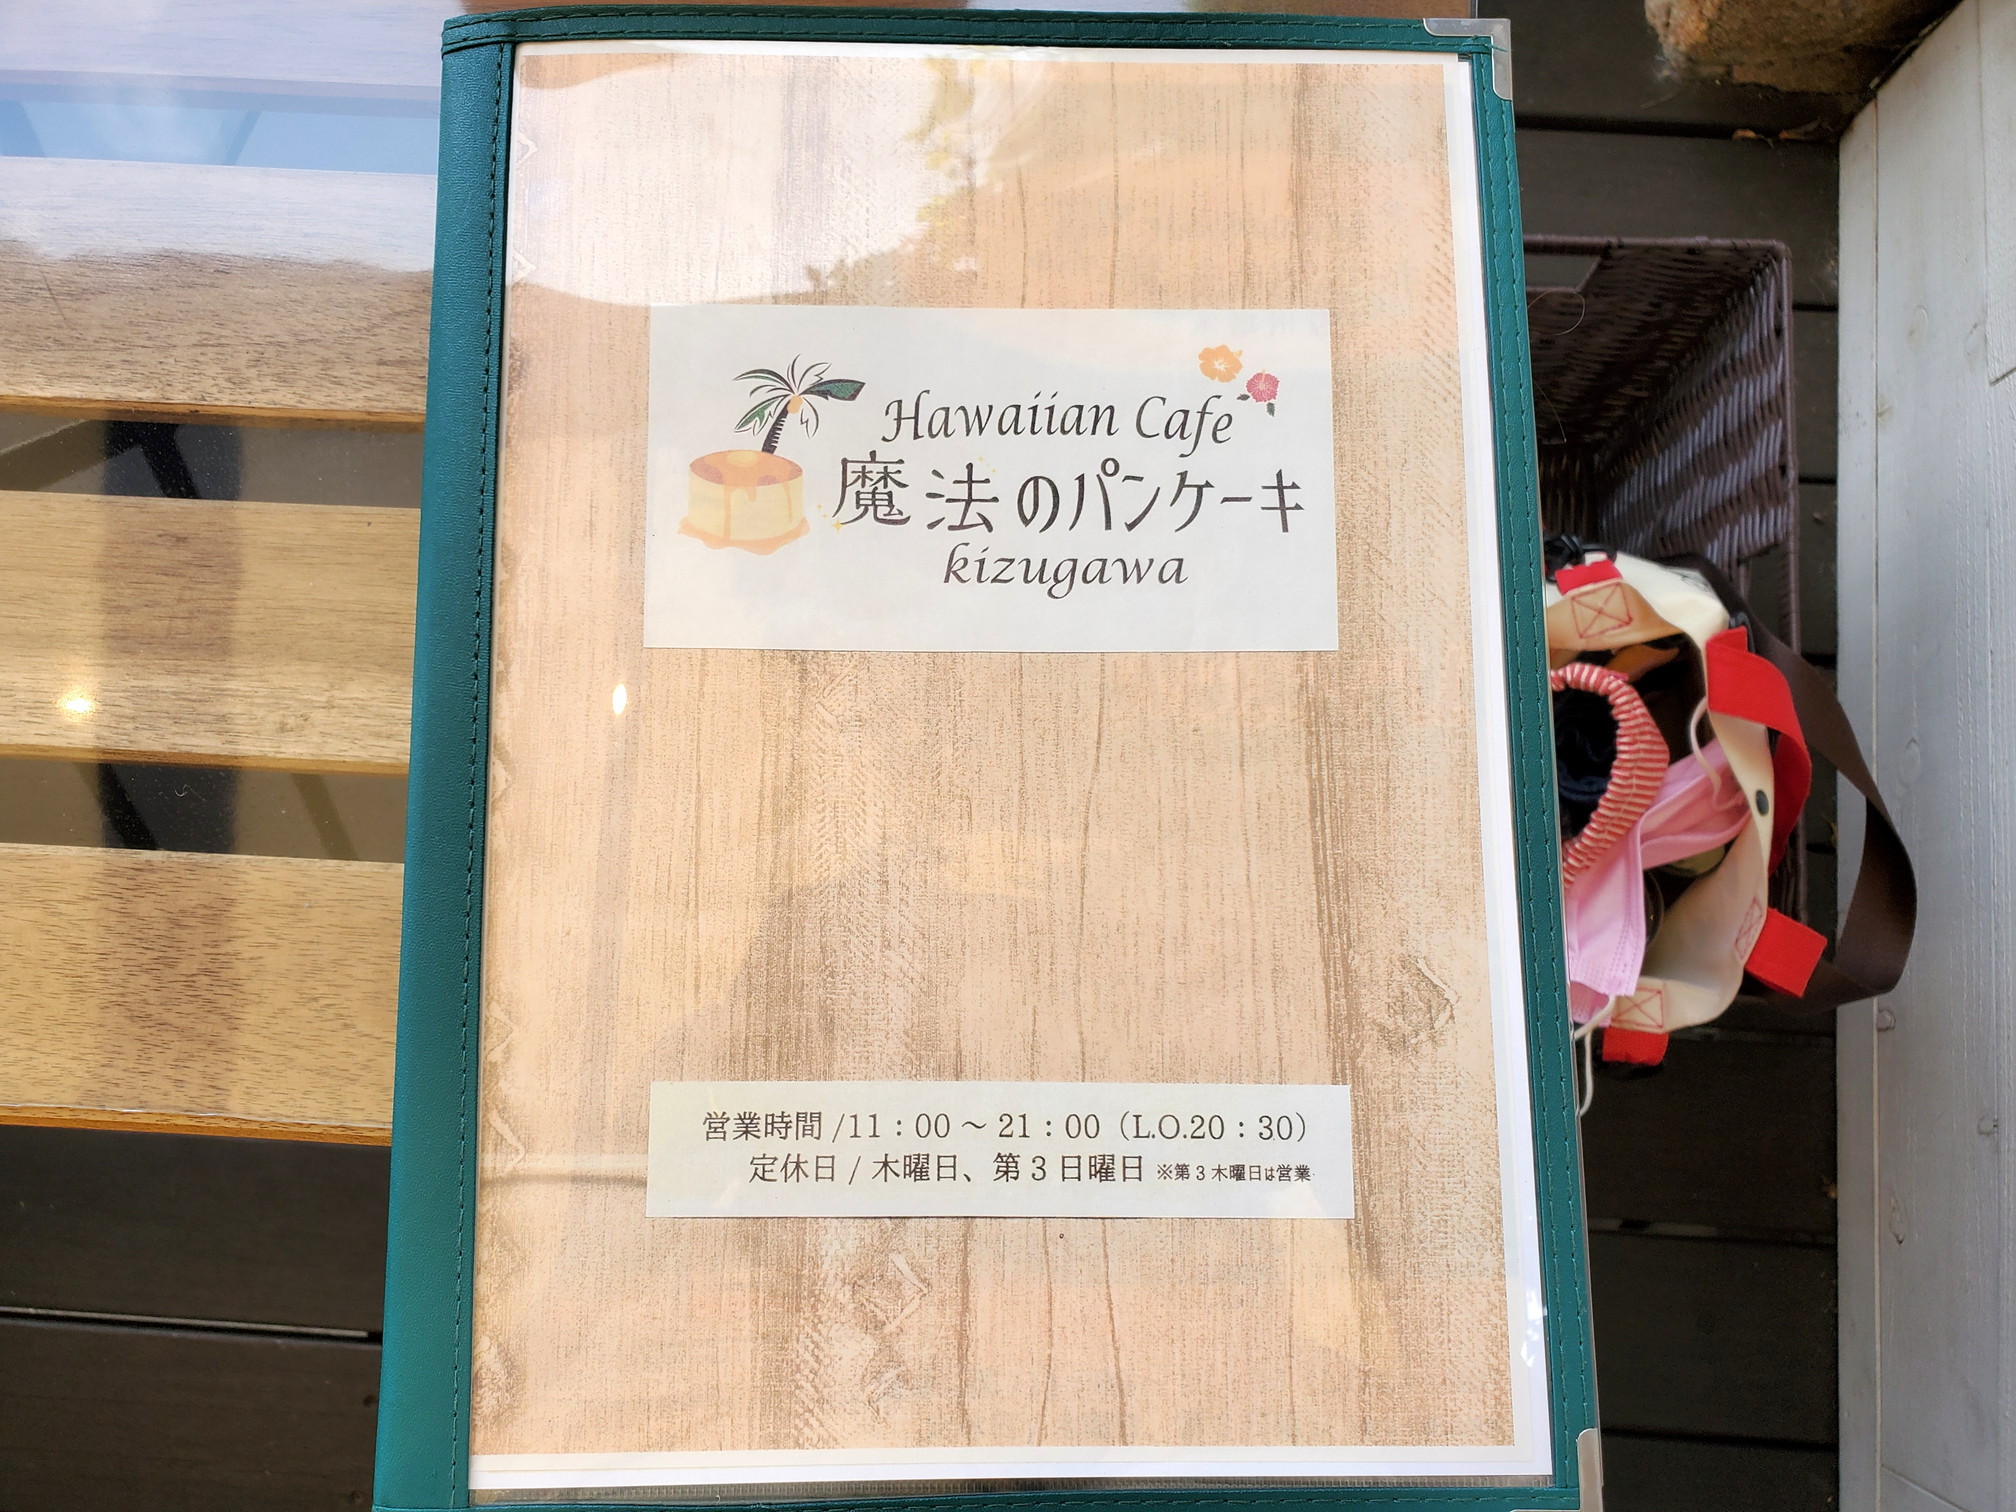 Hawaiian Cafe
魔法のパンケーキ
kizugawa
営業時間 /11:00～21:00（L.O.20:30）
定休日 / 木曜日、第3日曜日 ※第3木曜日は営業